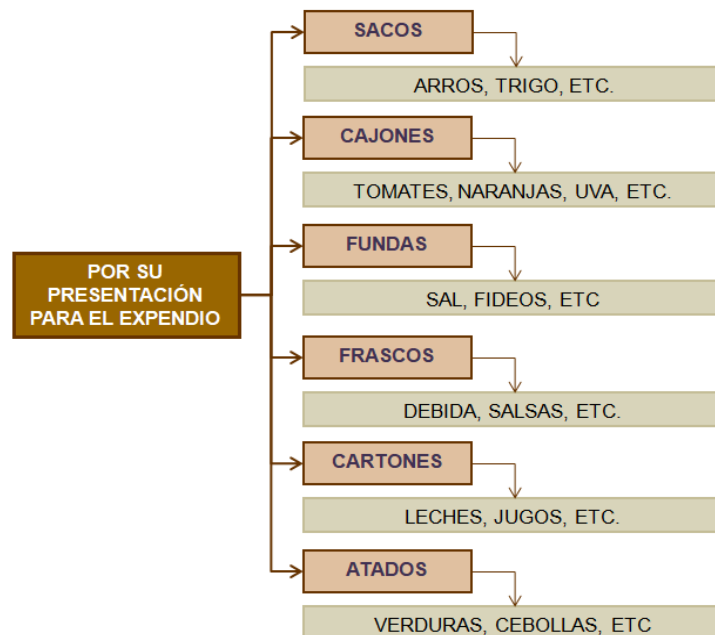 SACOS
ARROS, TRIGO, ETC.
CAJONES
TOMATES, NARANJAS, UVA, ETC.
FUNDAS
SAL, FIDEOS, ETC
POR SU
PRESENTACIÓN
PARA EL EXPENDIO
FRASCOS
DEBIDA, SALSAS, ETC.
CARTONES
LECHES, JUGOS, ETC.
ATADOS
VERDURAS, CEBOLLAS, ETC